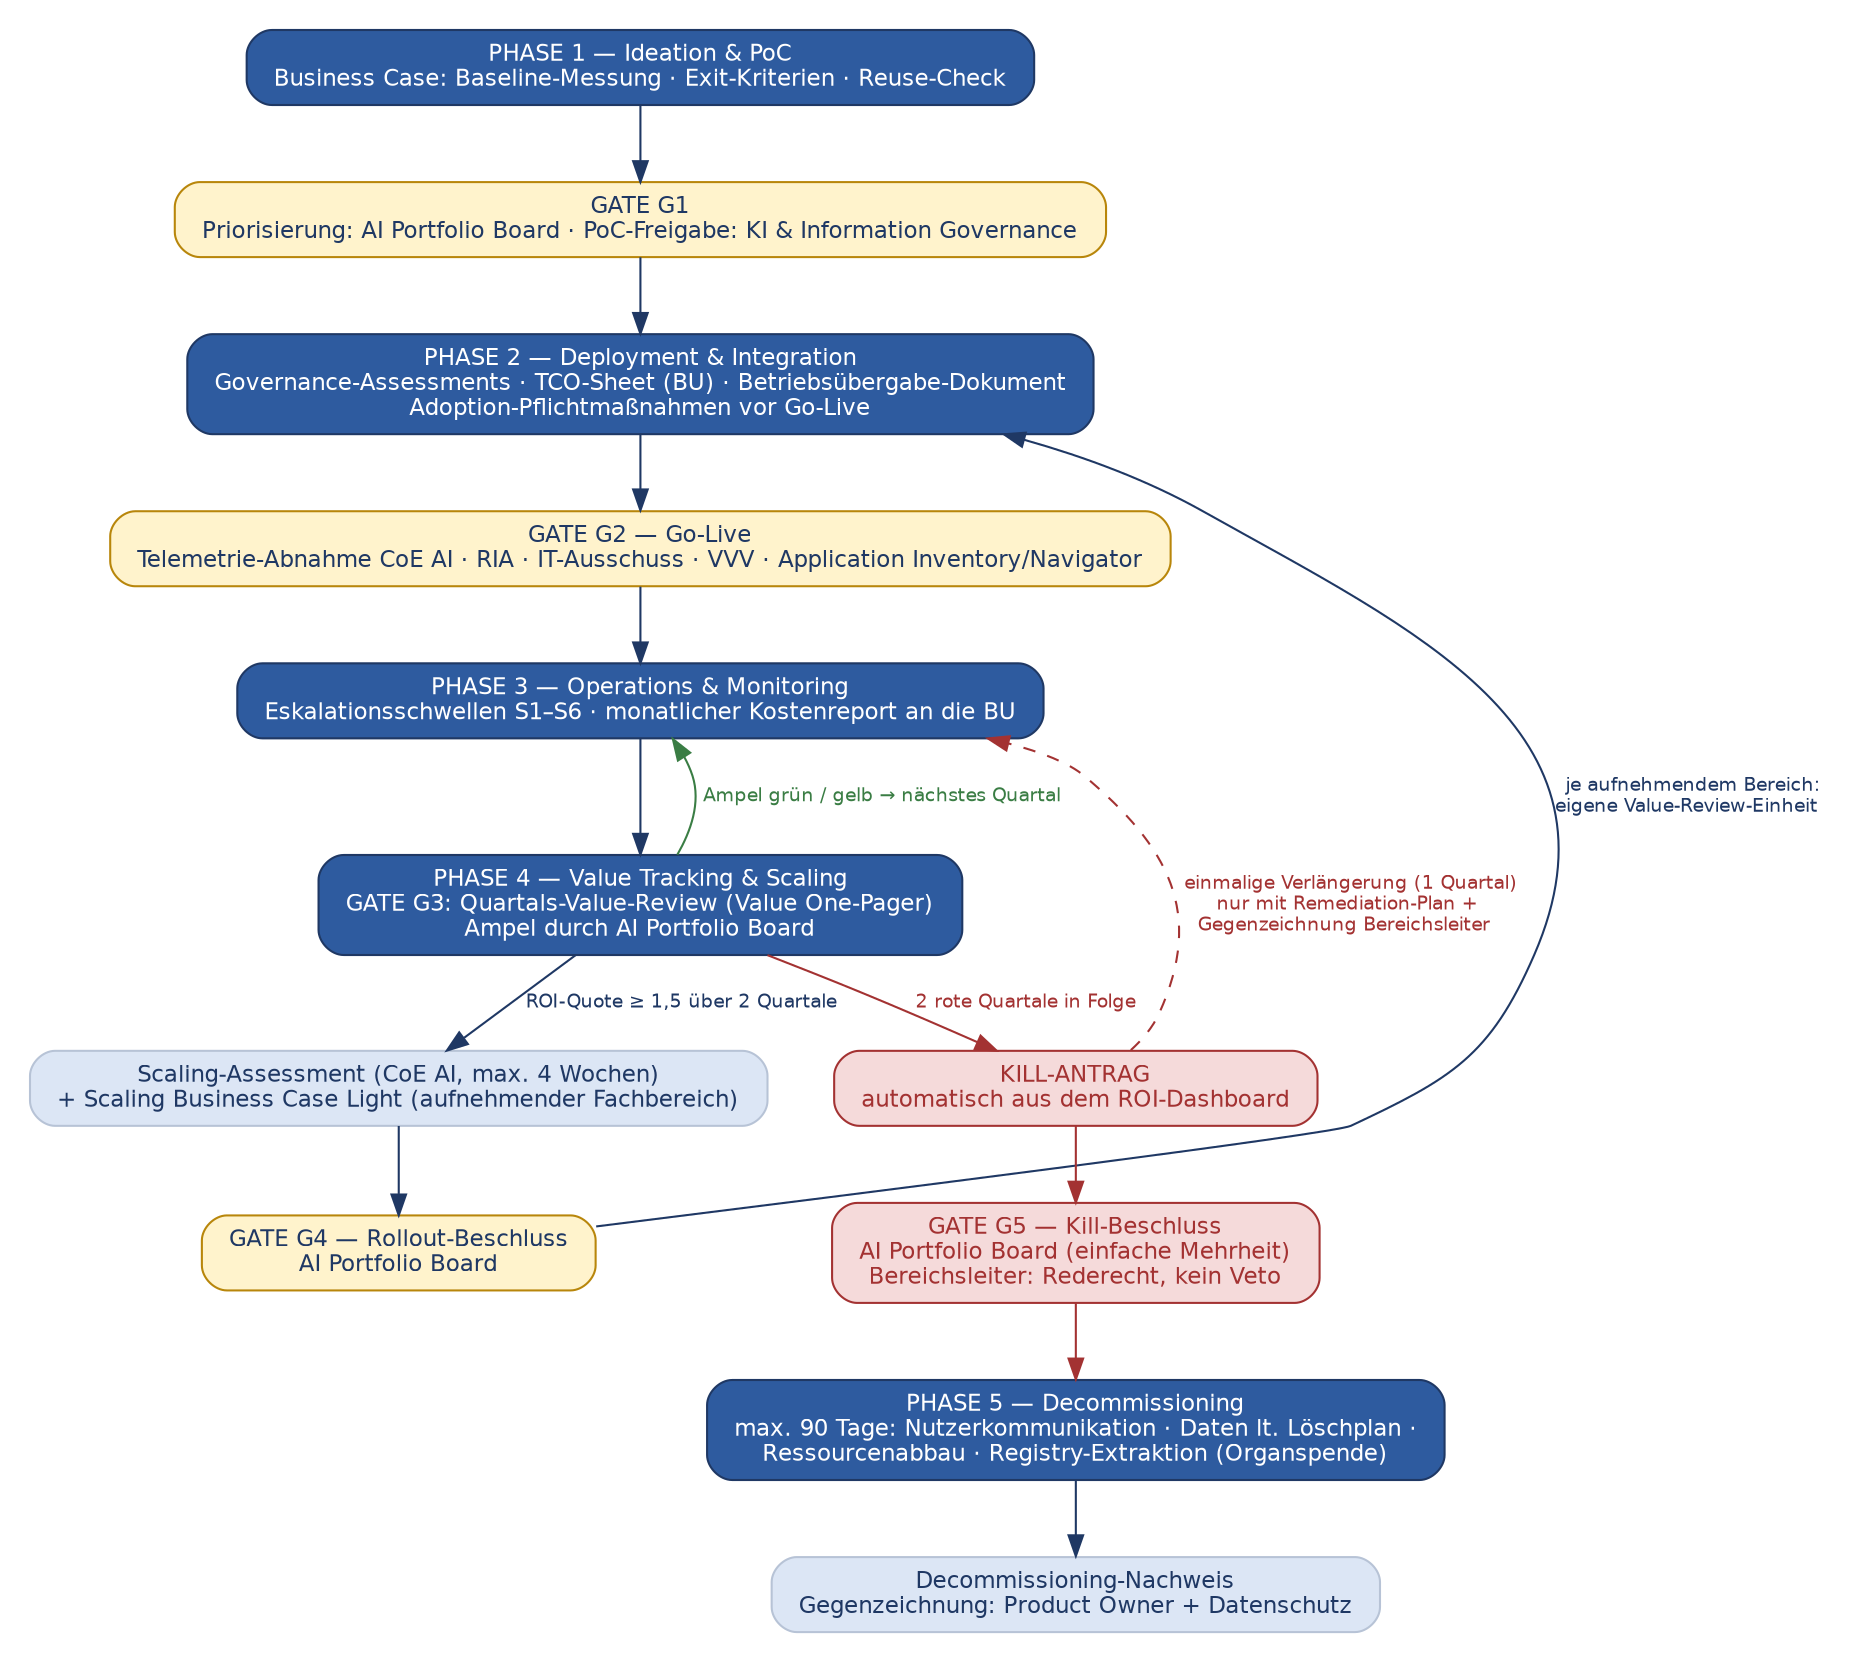 PHASE 1 — Ideation & PoC
Business Case: Baseline-Messung · Exit-Kriterien · Reuse-Check
GATE G1
Priorisierung: AI Portfolio Board · PoC-Freigabe: KI & Information Governance
PHASE 2 — Deployment & Integration
Governance-Assessments · TCO-Sheet (BU) · Betriebsübergabe-Dokument
Adoption-Pflichtmaßnahmen vor Go-Live
GATE G2 — Go-Live
Telemetrie-Abnahme CoE AI · RIA · IT-Ausschuss · VVV · Application Inventory/Navigator
PHASE 3 — Operations & Monitoring
Eskalationsschwellen S1–S6 · monatlicher Kostenreport an die BU
Ampel grün / gelb → nächstes Quartal
je aufnehmendem Bereich:
eigene Value-Review-Einheit
PHASE 4 — Value Tracking & Scaling
GATE G3: Quartals-Value-Review (Value One-Pager)
Ampel durch AI Portfolio Board
einmalige Verlängerung (1 Quartal)
nur mit Remediation-Plan +
Gegenzeichnung Bereichsleiter
ROI-Quote ≥ 1,5 über 2 Quartale
2 rote Quartale in Folge
Scaling-Assessment (CoE AI, max. 4 Wochen)
+ Scaling Business Case Light (aufnehmender Fachbereich)
KILL-ANTRAG
automatisch aus dem ROI-Dashboard
GATE G4 — Rollout-Beschluss
AI Portfolio Board
GATE G5 — Kill-Beschluss
AI Portfolio Board (einfache Mehrheit)
Bereichsleiter: Rederecht, kein Veto
PHASE 5 — Decommissioning
max. 90 Tage: Nutzerkommunikation · Daten lt. Löschplan ·
Ressourcenabbau · Registry-Extraktion (Organspende)
Decommissioning-Nachweis
Gegenzeichnung: Product Owner + Datenschutz